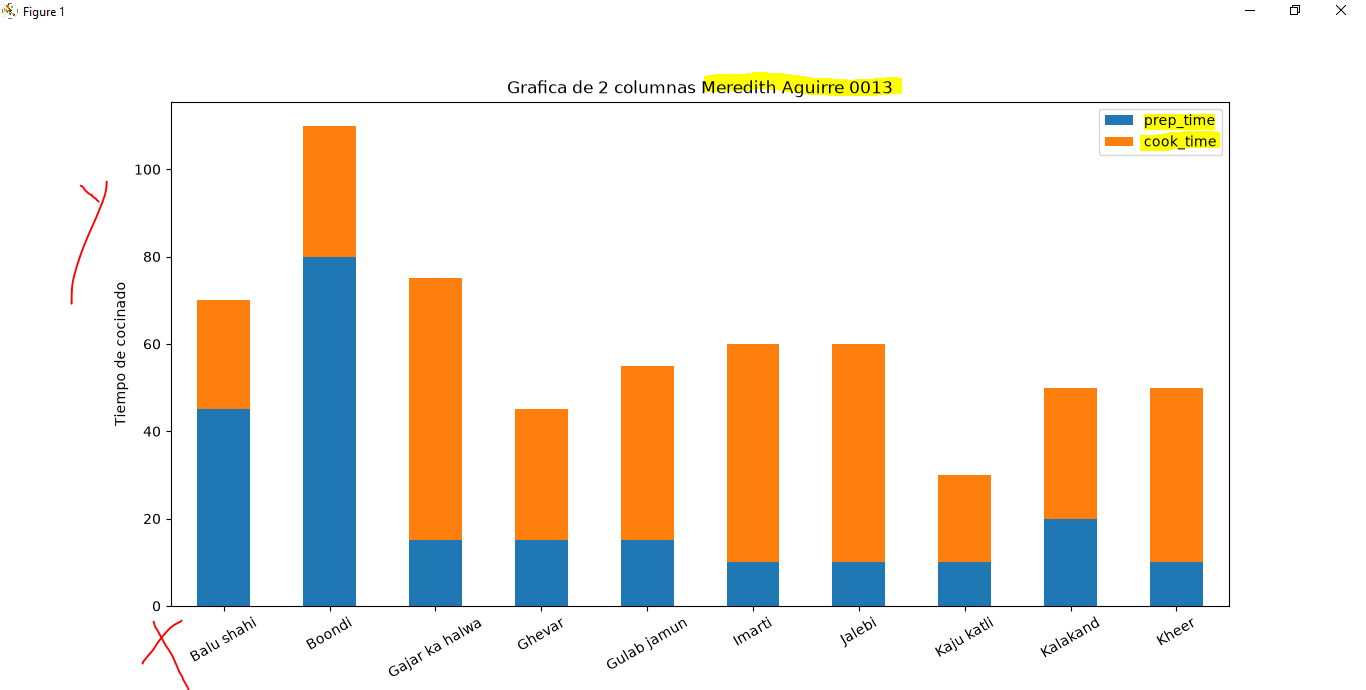 Figure 1
Grafica de 2 columnas Meredith Aguirre 0013
prep_time
cook_time
Y
Tiempo de cocinado
100
80
60
40
20
0
X
Balu shahi
Boondi
Gajar ka halwa
Ghevar
Gulab jamun
Imarti
Jalebi
Kaju katli
Kalakand
Kheer